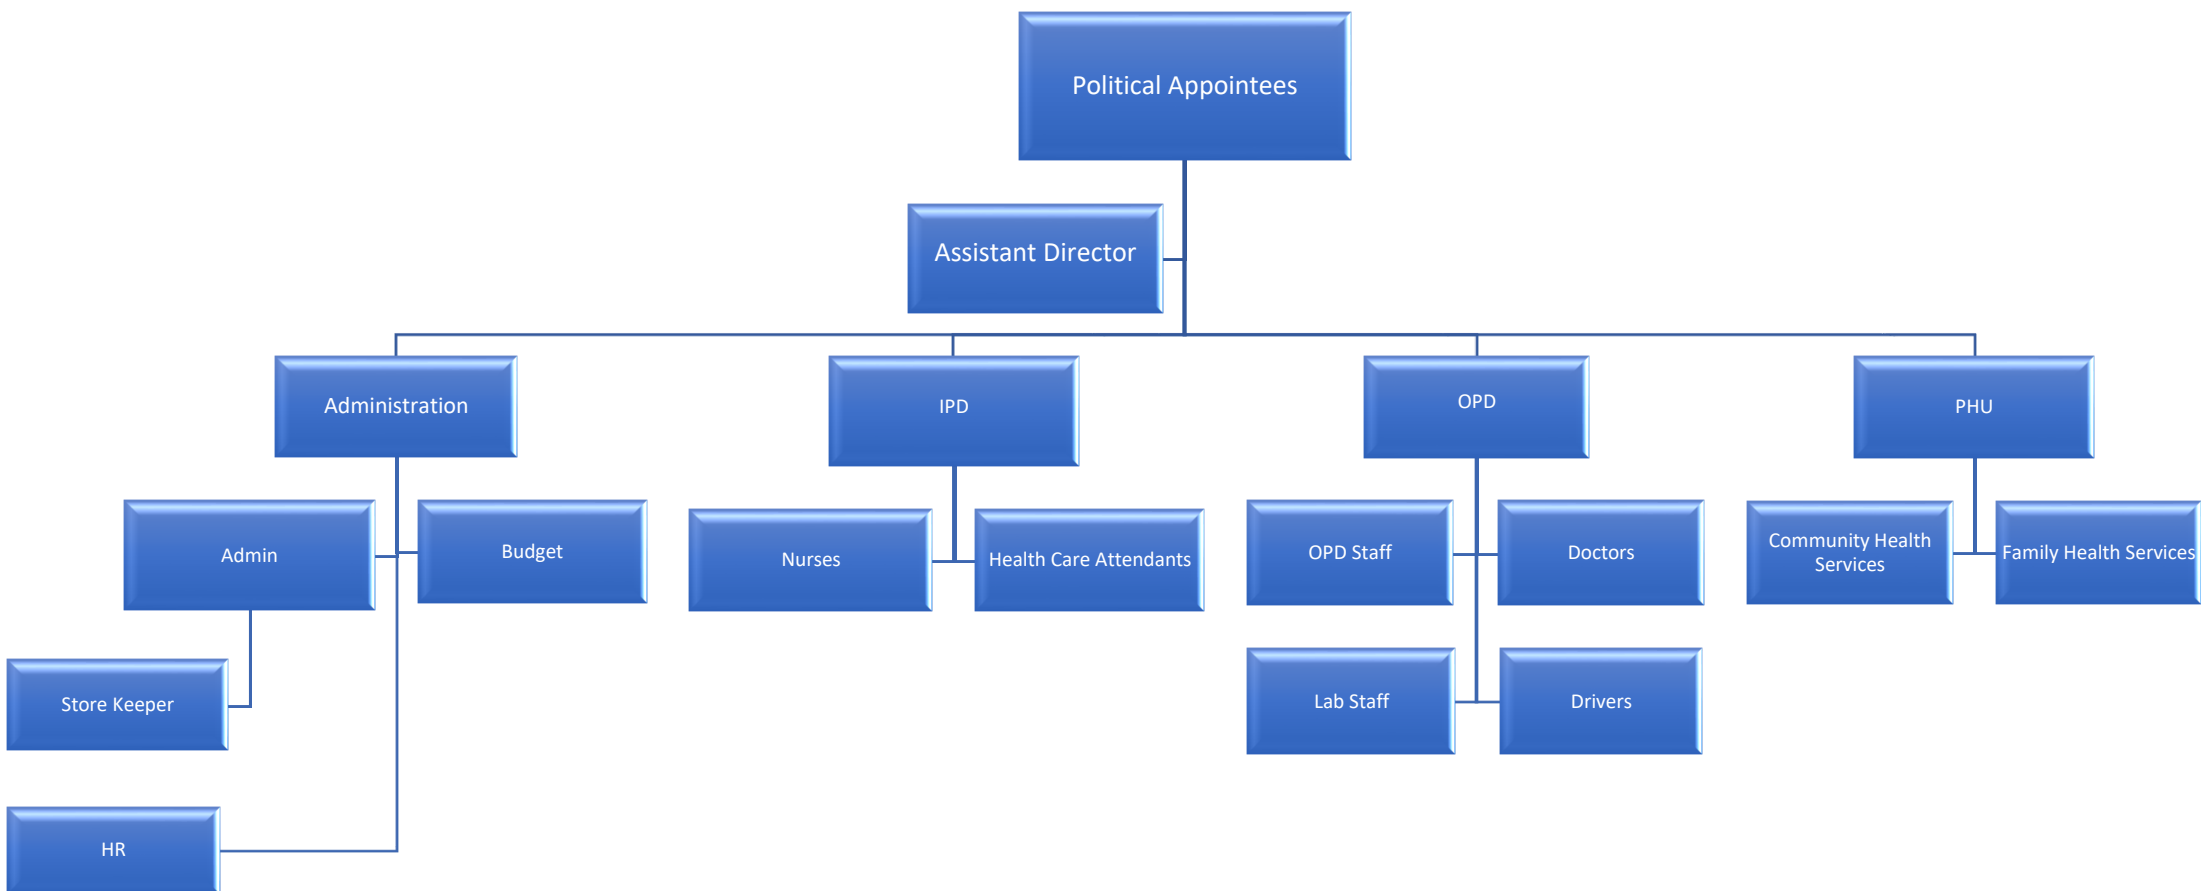 Political Appointees
Assistant Director
Administration
IPD
OPD
PHU
Admin
Budget
Nurses
Health Care Attendants
OPD Staff
Doctors
Community Health
Services
Family Health Services
Store Keeper
Lab Staff
Drivers
HR